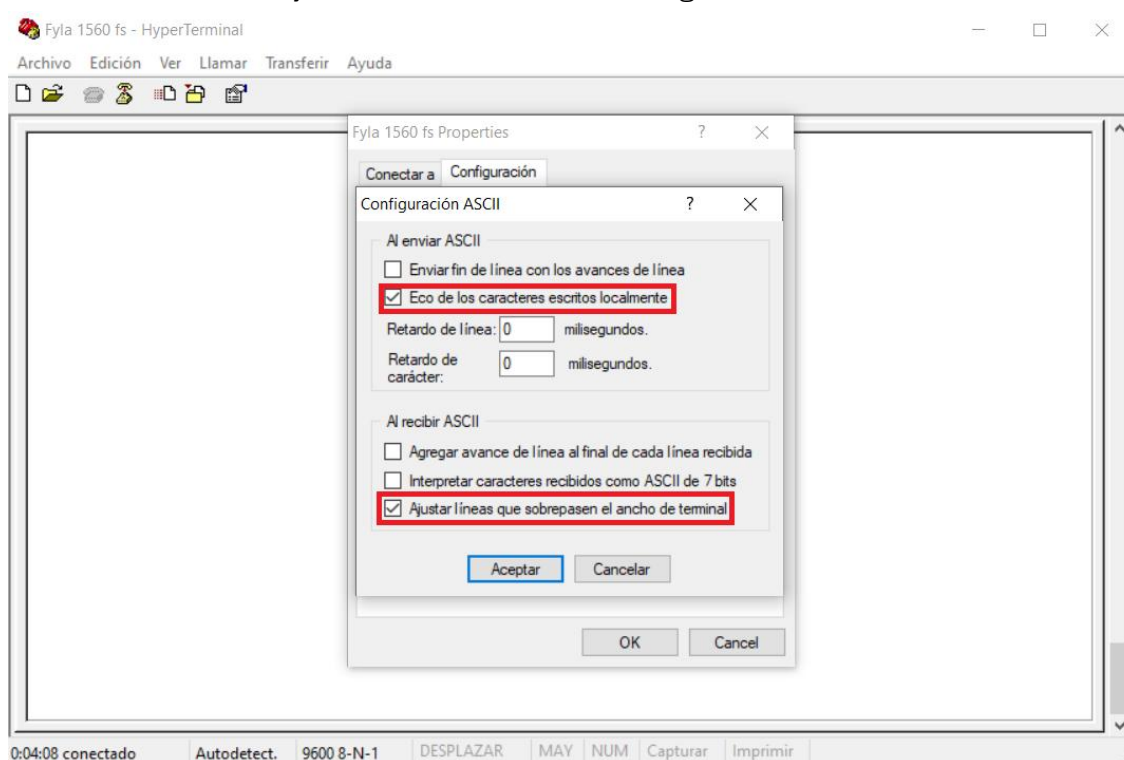 Fyla 1560 fs - HyperTerminal
Archivo Edición Ver Llamar Transferir Ayuda
Fyla 1560 fs Properties ?
Conectar a Configuración
Configuración ASCII ?
Al enviar ASCII
Enviar fin de línea con los avances de línea
Eco de los caracteres escritos localmente
Retardo de línea: 0 milisegundos.
Retardo de
carácter: 0 milisegundos.
Al recibir ASCII
Agregar avance de línea al final de cada línea recibida
Interpretar caracteres recibidos como ASCII de 7 bits
Ajustar líneas que sobrepasen el ancho de terminal
Aceptar Cancelar
OK Cancel
0:04:08 conectado Autodetect. 9600 8-N-1 DESPLAZAR MAY NUM Capturar Imprimir